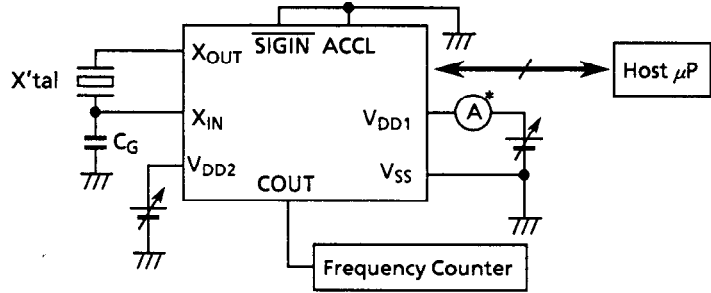 SIGIN ACCL
XOUT
X'tal
Host μP
XIN
VDD1
A*
CG
VDD2
VSS
COUT
Frequency Counter